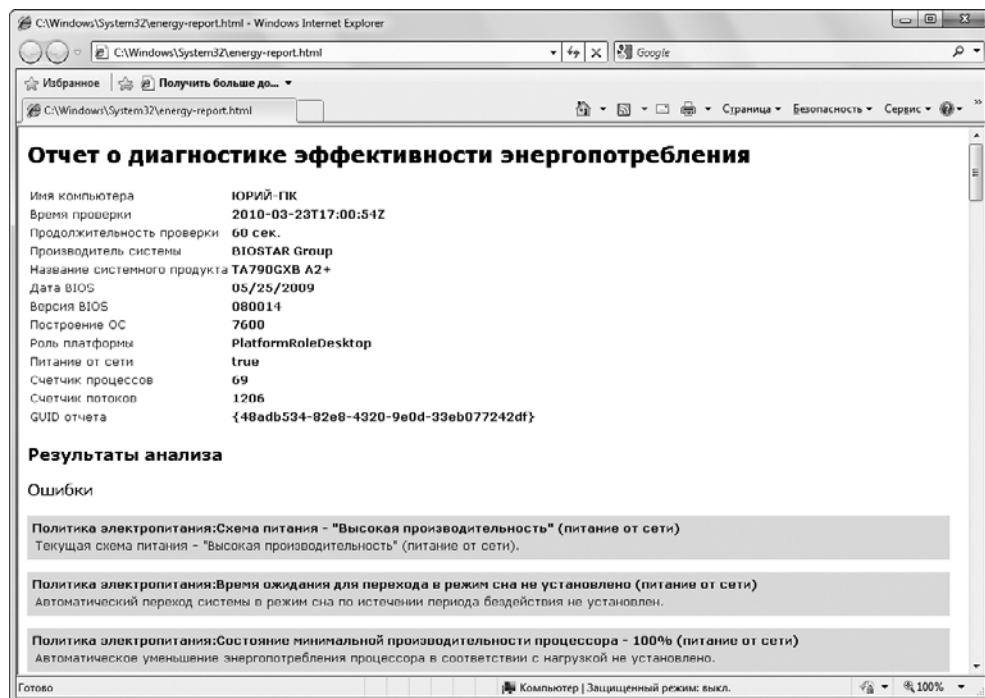 C:\Windows\System32\energy-report.html - Windows Internet Explorer
C:\Windows\System32\energy-report.html
Google
Избранное
Получить больше до...
C:\Windows\System32\energy-report.html
Страница
Безопасность
Сервис
Отчет о диагностике эффективности энергопотребления
Имя компьютера ЮРИЙ-ПК
Время проверки 2010-03-23T17:00:54Z
Продолжительность проверки 60 сек.
Производитель системы BIOSTAR Group
Название системного продукта TA790GXB A2+
Дата BIOS 05/25/2009
Версия BIOS 080014
Построение ОС 7600
Роль платформы PlatformRoleDesktop
Питание от сети true
Счетчик процессов 69
Счетчик потоков 1206
GUID отчета {48adb534-82e8-4320-9e0d-33eb077242df}
Результаты анализа
Ошибки
Политика электропитания:Схема питания - "Высокая производительность" (питание от сети)
Текущая схема питания - "Высокая производительность" (питание от сети).
Политика электропитания:Время ожидания для перехода в режим сна не установлено (питание от сети)
Автоматический переход системы в режим сна по истечении периода бездействия не установлен.
Политика электропитания:Состояние минимальной производительности процессора - 100% (питание от сети)
Автоматическое уменьшение энергопотребления процессора в соответствии с нагрузкой не установлено.
Готово
Компьютер | Защищенный режим: выкл.
100%